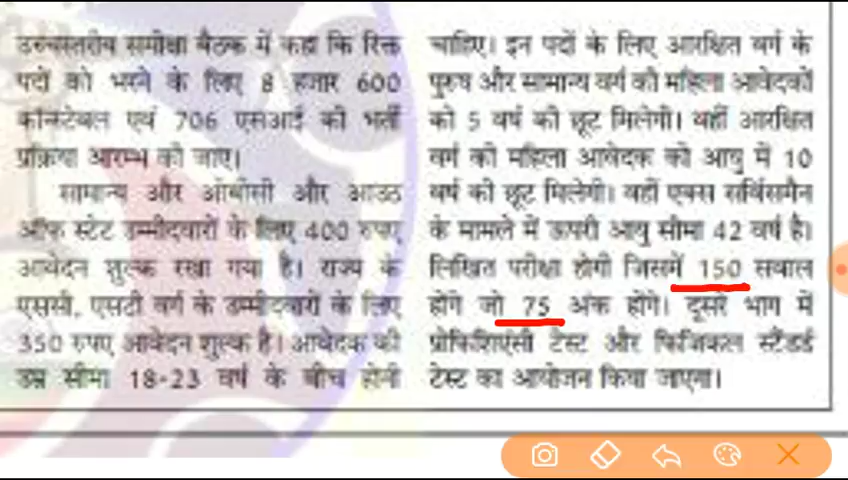 उच्चस्तरीय समीक्षा बैठक में कहा कि रिक्त
पदों को भरने के लिए 8 हजार 600
कांस्टेबल एवं 706 एसआई की भर्ती
प्रक्रिया आरम्भ की जाए।
सामान्य और ओबीसी और आउट
ऑफ स्टेट उम्मीदवारों के लिए 400 रुपए
आवेदन शुल्क रखा गया है। राज्य के
एससी, एसटी वर्ग के उम्मीदवारों के लिए
350 रुपए आवेदन शुल्क है। आवेदक की
उम्र सीमा 18-23 वर्ष के बीच होनी
चाहिए। इन पदों के लिए आरक्षित वर्ग के
पुरुष और सामान्य वर्ग की महिला आवेदकों
को 5 वर्ष की छूट मिलेगी। वहीं आरक्षित
वर्ग की महिला आवेदक को आयु में 10
वर्ष की छूट मिलेगी। वहीं एक्स सर्विसमैन
के मामले में ऊपरी आयु सीमा 42 वर्ष है।
लिखित परीक्षा होगी जिसमें 150 सवाल
होंगे जो 75 अंक होंगे। दूसरे भाग में
प्रोफिशिएंसी टेस्ट और फिजिकल स्टैंडर्ड
टेस्ट का आयोजन किया जाएगा।